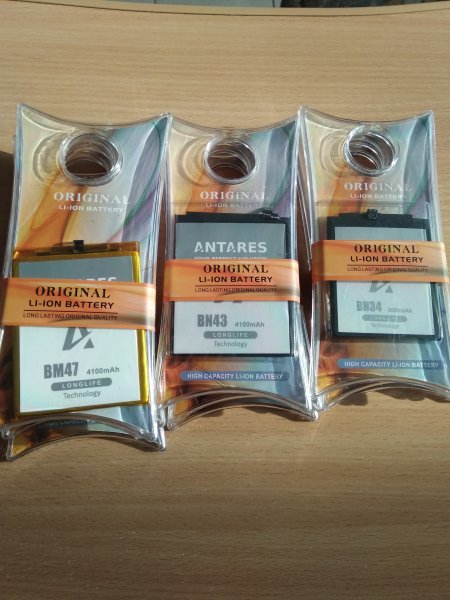 ORIGINAL
LI-ION BATTERY
ORIGINAL
LI-ION BATTERY
LONG LASTING ORIGINAL QUALITY
BM47 4100mAh
LONGLIFE
Technology
ORIGINAL
LI-ION BATTERY
ANTARES
YOUR PERFECT SOLUTION
ORIGINAL
LI-ION BATTERY
LONG LASTING ORIGINAL QUALITY
BN43 4100mAh
LONGLIFE
Technology
HIGH CAPACITY LI-ION BATTERY
ORIGINAL
LI-ION BATTERY
ORIGINAL
LI-ION BATTERY
LONG LASTING ORIGINAL QUALITY
BN34
LONGLIFE
Technology
HIGH CAPACITY LI-ION BATTERY